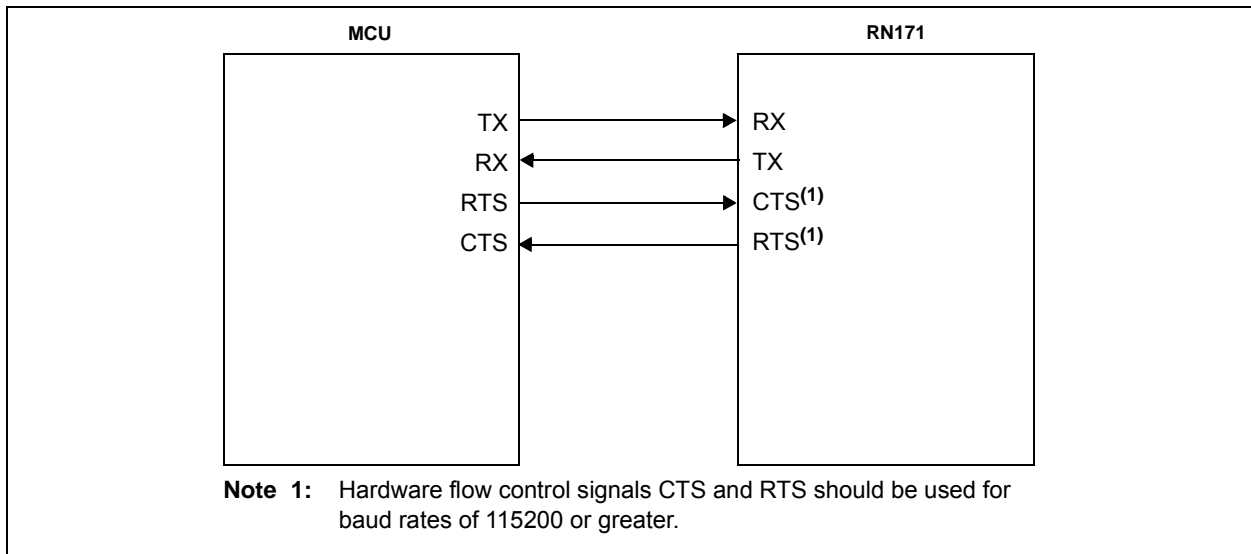 MCU RN171
TX RX
RX TX
RTS CTS(1)
CTS RTS(1)
Note 1: Hardware flow control signals CTS and RTS should be used for
baud rates of 115200 or greater.